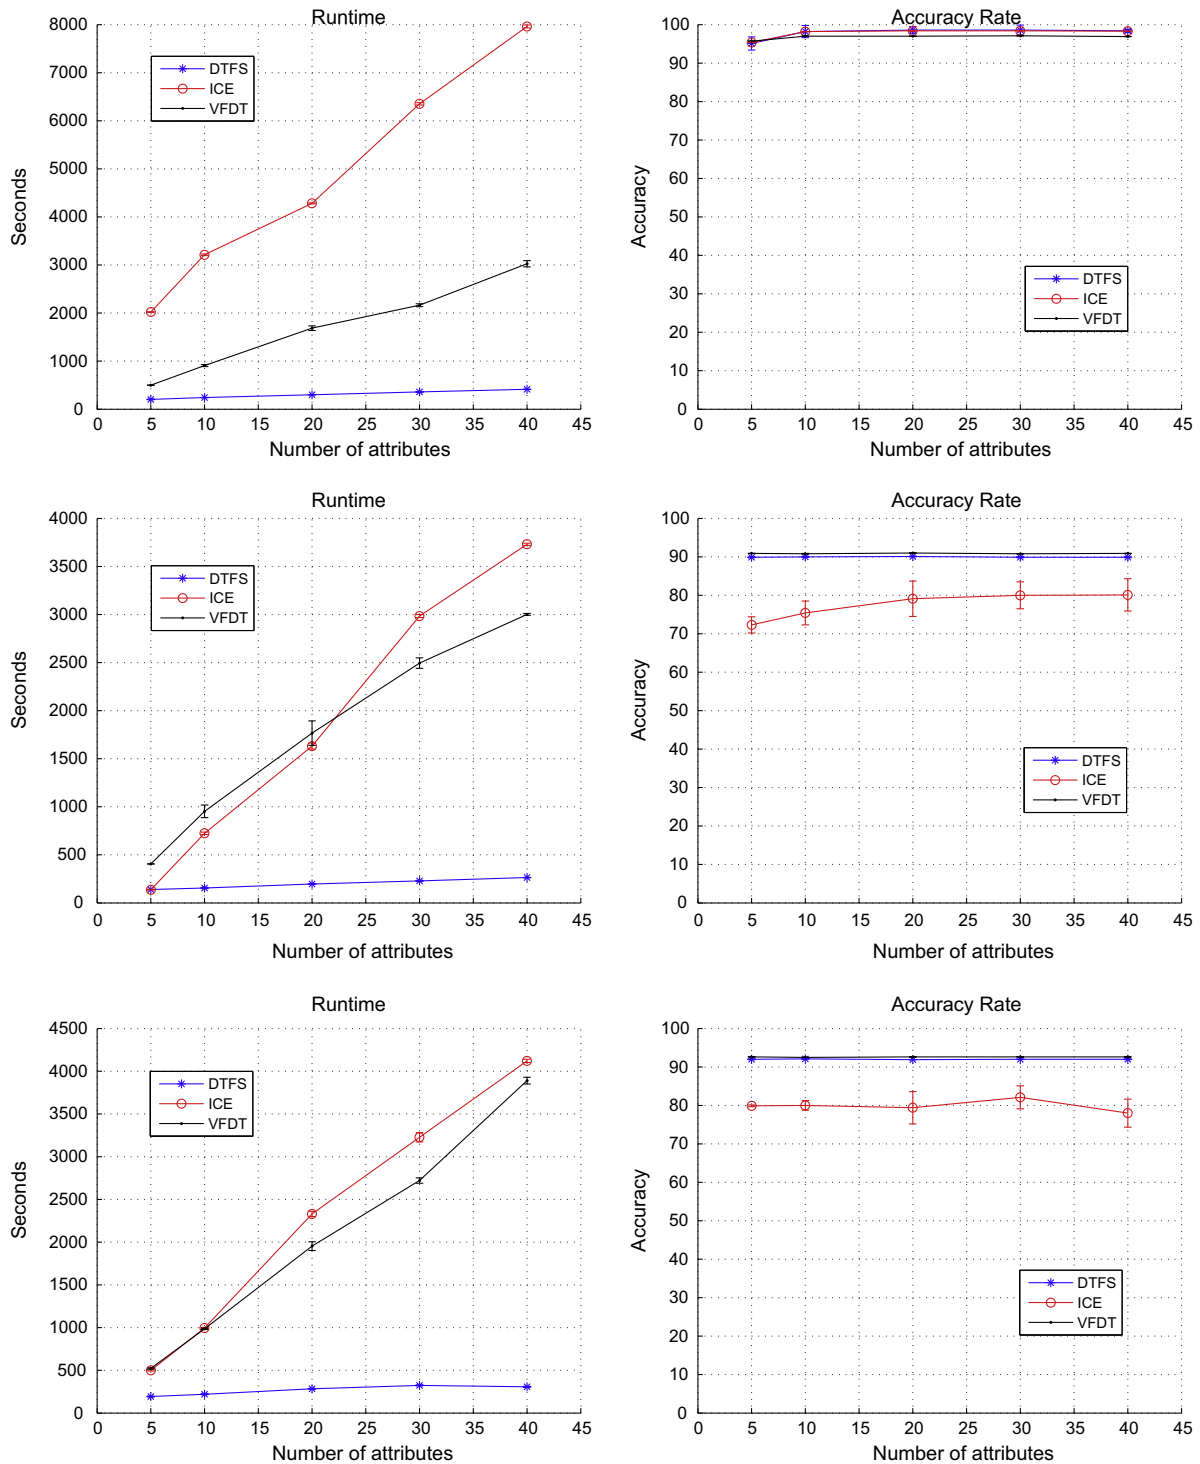 Runtime
8000
7000
6000
5000
4000
3000
2000
1000
0
Seconds
DTFS
ICE
VFDT
0 5 10 15 20 25 30 35 40 45
Number of attributes
Accuracy Rate
100
90
80
70
60
50
40
30
20
10
0
Accuracy
DTFS
ICE
VFDT
0 5 10 15 20 25 30 35 40 45
Number of attributes
Runtime
4000
3500
3000
2500
2000
1500
1000
500
0
Seconds
DTFS
ICE
VFDT
0 5 10 15 20 25 30 35 40 45
Number of attributes
Accuracy Rate
100
90
80
70
60
50
40
30
20
10
0
Accuracy
DTFS
ICE
VFDT
0 5 10 15 20 25 30 35 40 45
Number of attributes
Runtime
4500
4000
3500
3000
2500
2000
1500
1000
500
0
Seconds
DTFS
ICE
VFDT
0 5 10 15 20 25 30 35 40 45
Number of attributes
Accuracy Rate
100
90
80
70
60
50
40
30
20
10
0
Accuracy
DTFS
ICE
VFDT
0 5 10 15 20 25 30 35 40 45
Number of attributes